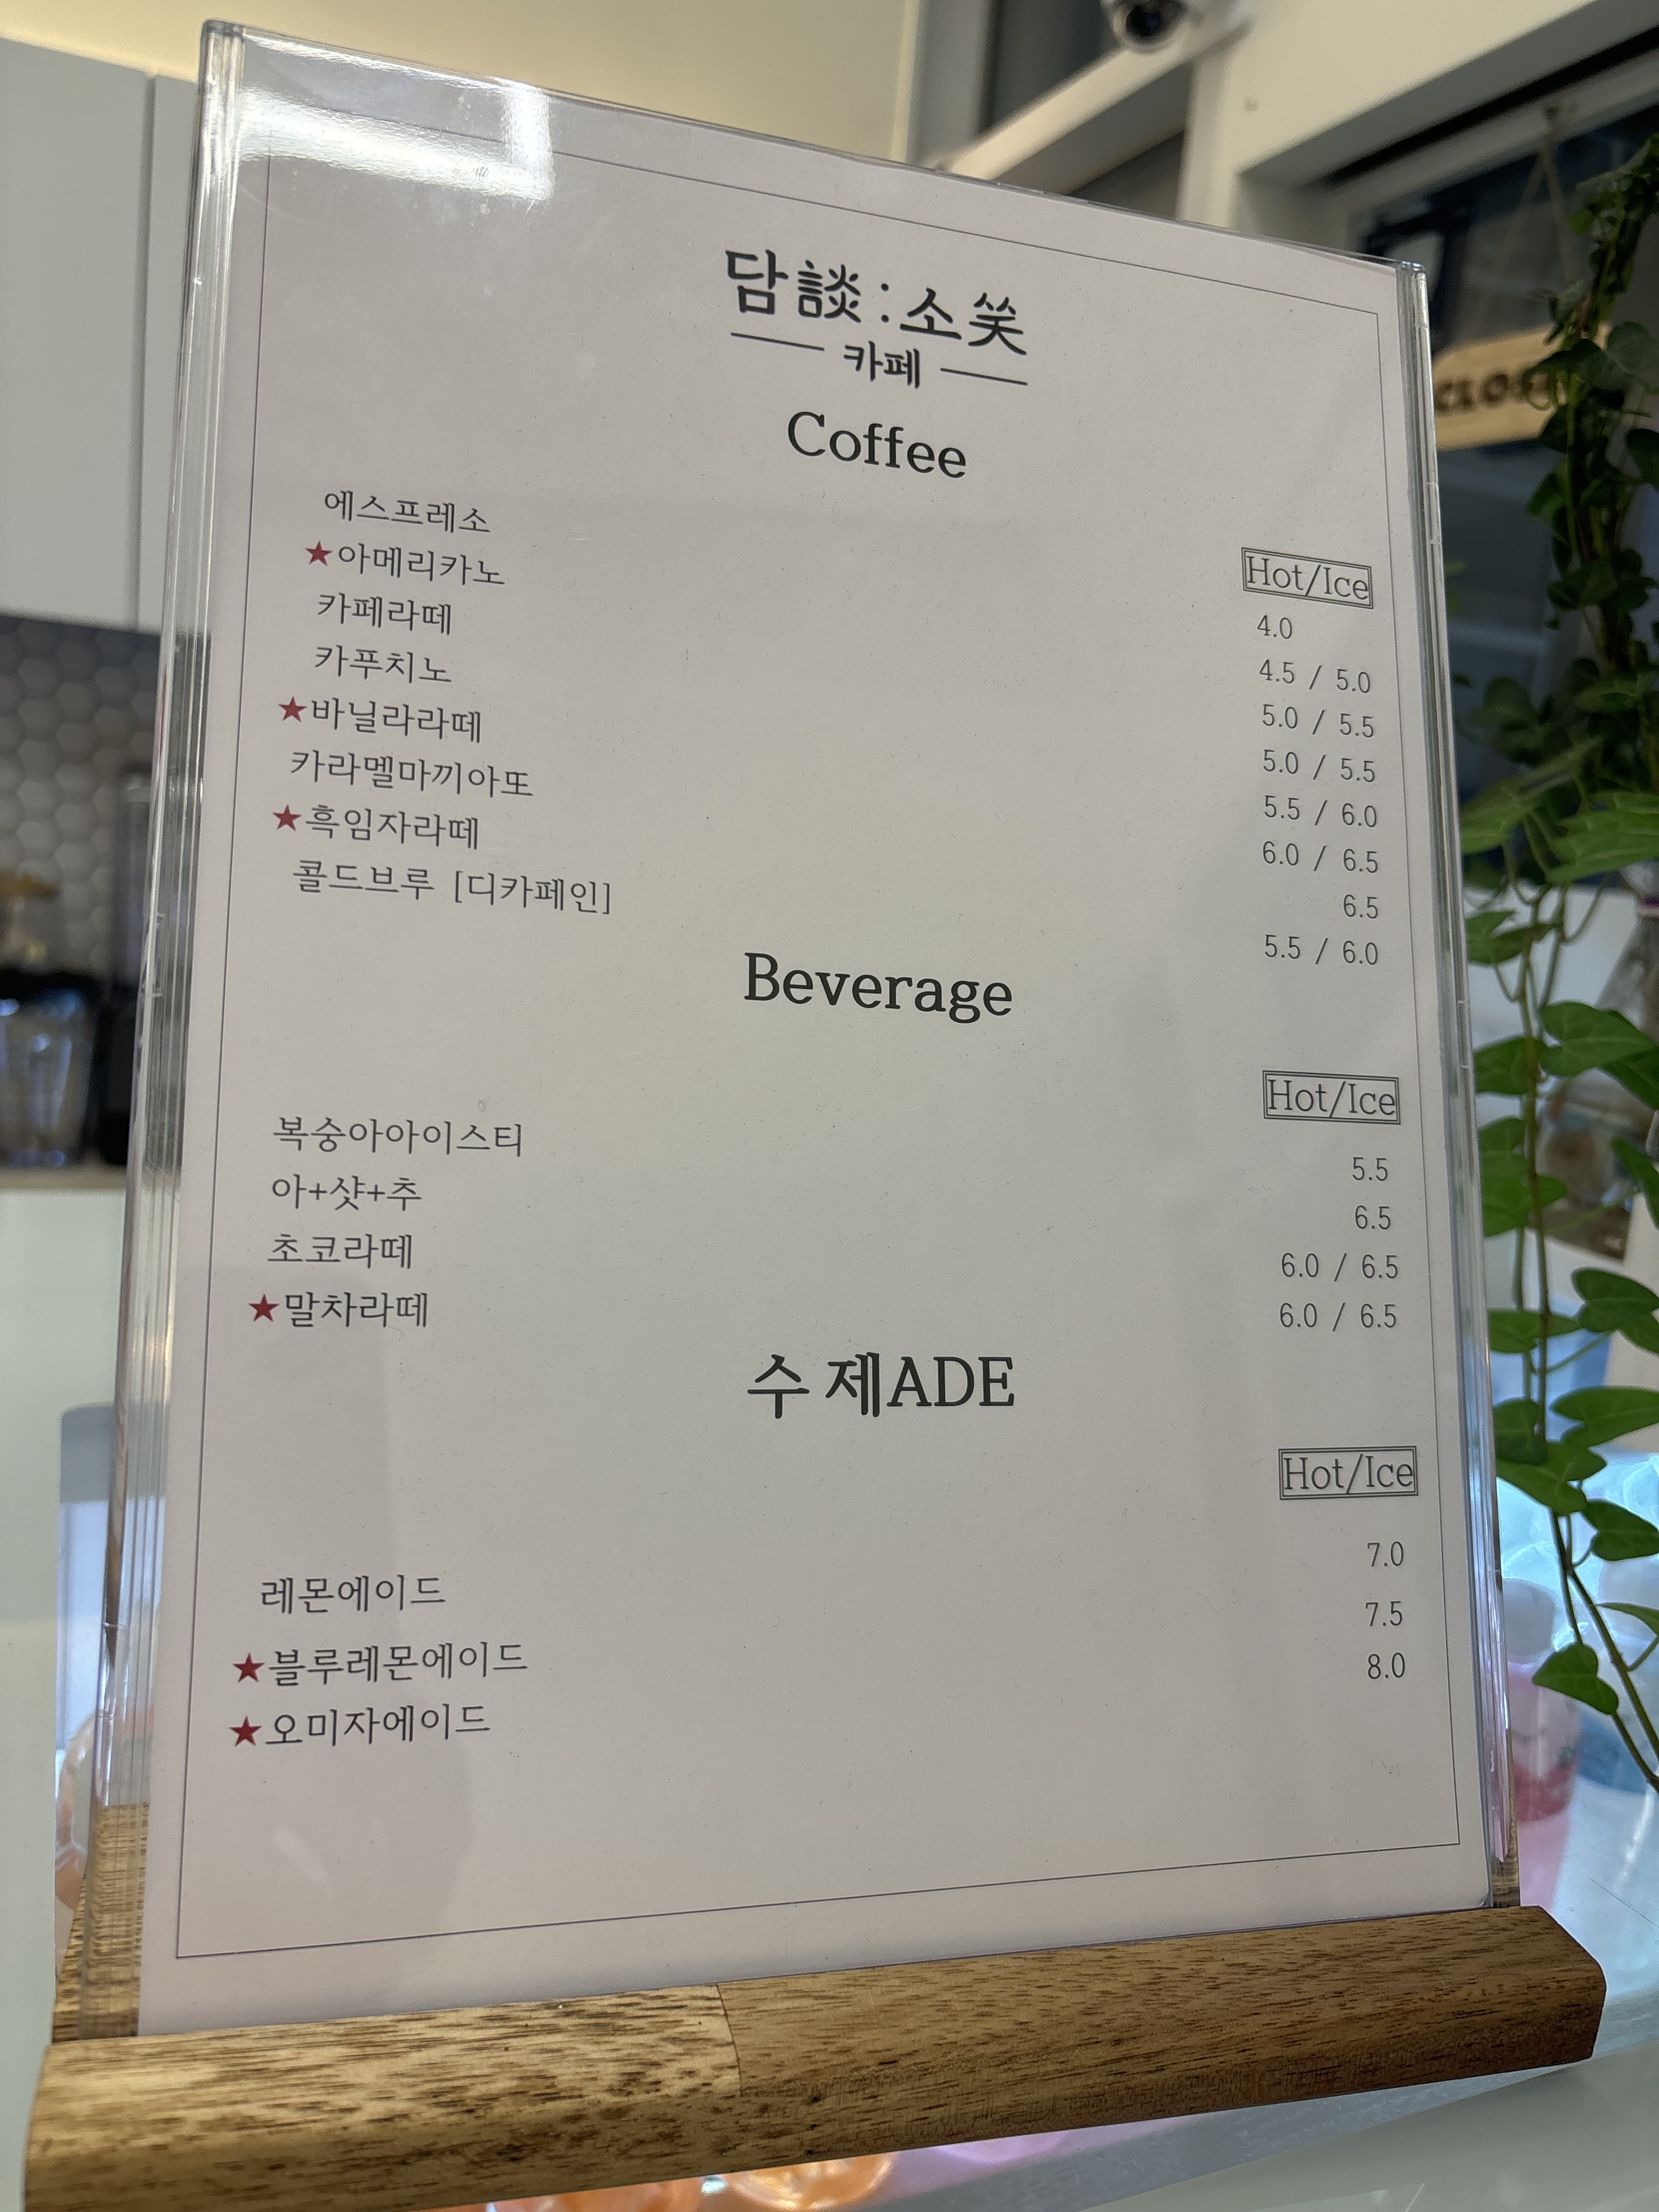 담談:소笑
카페
Coffee
Hot/Ice
에스프레소 4.0
★아메리카노 4.5 / 5.0
카페라떼 5.0 / 5.5
카푸치노 5.0 / 5.5
★바닐라라떼 5.5 / 6.0
카라멜마끼아또 6.0 / 6.5
★흑임자라떼 6.5
콜드브루 [디카페인] 5.5 / 6.0
Beverage
Hot/Ice
복숭아아이스티 5.5
아+샷+추 6.5
초코라떼 6.0 / 6.5
★말차라떼 6.0 / 6.5
수제ADE
Hot/Ice
레몬에이드 7.0
★블루레몬에이드 7.5
★오미자에이드 8.0